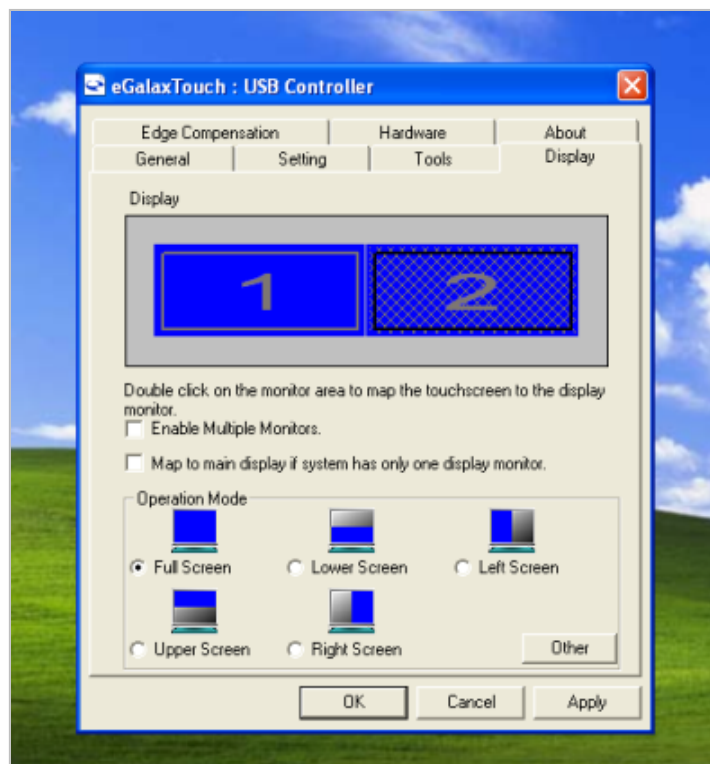 eGalaxTouch : USB Controller
Edge Compensation Hardware About
General Setting Tools Display
Display
1 2
Double click on the monitor area to map the touchscreen to the display
monitor.
Enable Multiple Monitors.
Map to main display if system has only one display monitor.
Operation Mode
Full Screen Lower Screen Left Screen
Upper Screen Right Screen Other
OK Cancel Apply